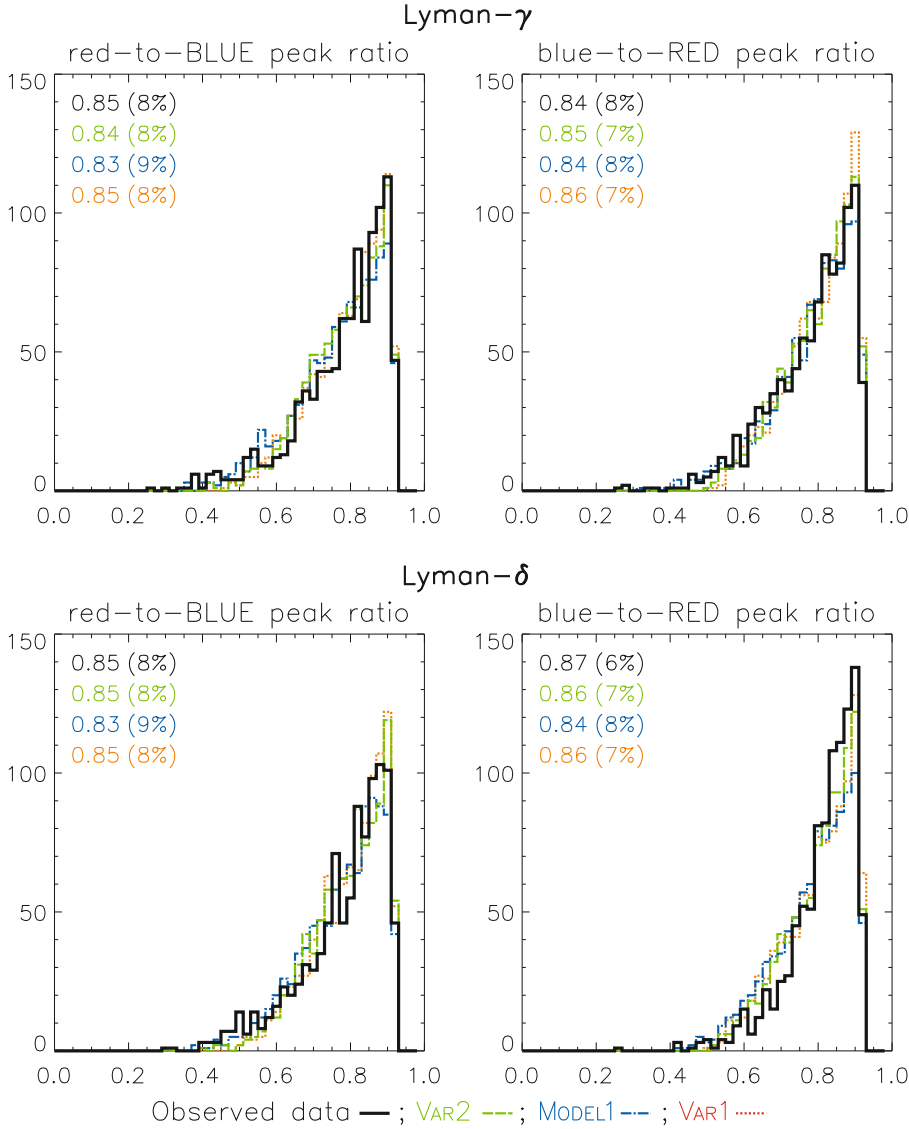 Lyman-γ
red-to-BLUE peak ratio
150
100
50
0
0.85 (8%)
0.84 (8%)
0.83 (9%)
0.85 (8%)
0.0 0.2 0.4 0.6 0.8 1.0
blue-to-RED peak ratio
150
100
50
0
0.84 (8%)
0.85 (7%)
0.84 (8%)
0.86 (7%)
0.0 0.2 0.4 0.6 0.8 1.0
Lyman-δ
red-to-BLUE peak ratio
150
100
50
0
0.85 (8%)
0.85 (8%)
0.83 (9%)
0.85 (8%)
0.0 0.2 0.4 0.6 0.8 1.0
blue-to-RED peak ratio
150
100
50
0
0.87 (6%)
0.86 (7%)
0.84 (8%)
0.86 (7%)
0.0 0.2 0.4 0.6 0.8 1.0
Observed data ; VAR2 ; MODEL1 ; VAR1